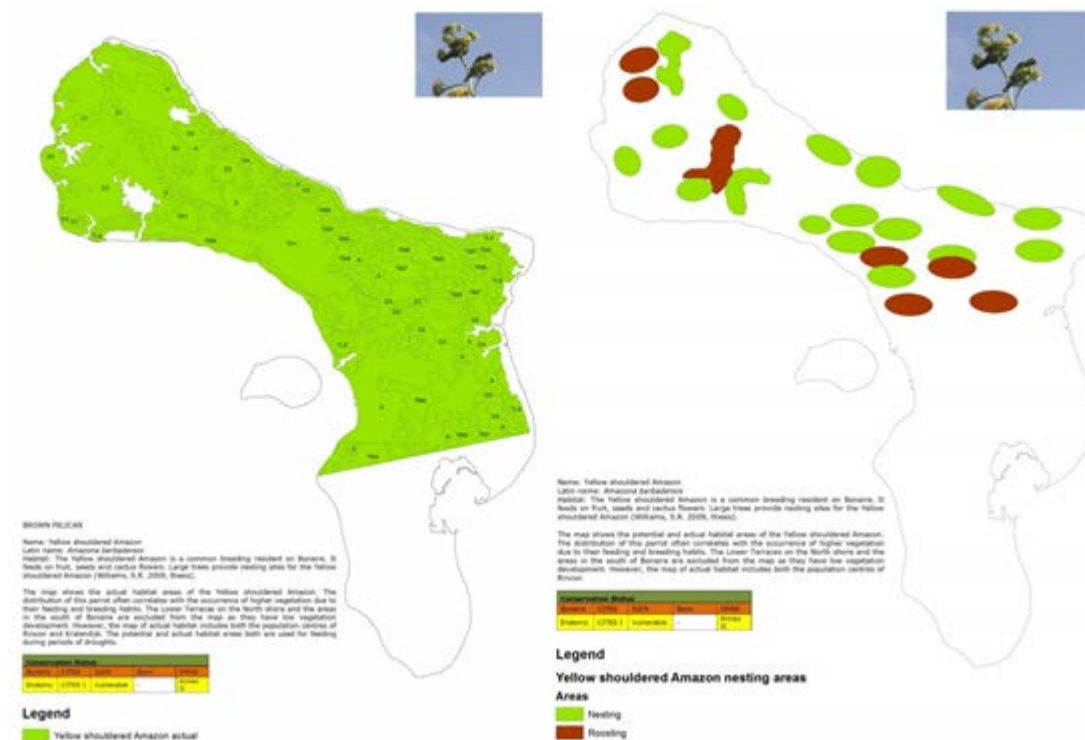 BROWN PELICAN
Name: Yellow shouldered Amazon
Latin name: Amazona barbadensis
Habitat: The Yellow shouldered Amazon is a common breeding resident on Bonaire. It
feeds on fruit, seeds and cactus flowers. Large trees provide nesting sites for the Yellow
shouldered Amazon (Williams, S.R. 2009, thesis).
The map shows the actual habitat areas of the Yellow shouldered Amazon. The
distribution of this parrot often correlates with the occurrence of higher vegetation due to
their feeding and breeding habits. The Lower Terraces on the North shore and the areas
in the south of Bonaire are excluded from the map as they have low vegetation
development. However, the map of actual habitat includes both the population centres of
Rincon and Kralendijk. The potential and actual habitat areas both are used for feeding
during periods of droughts.
Conservation Status
Bonaire CITES IUCN Bonn SPAW
Endemic CITES I Vulnerable - Annex
II
Legend
Yellow shouldered Amazon actual
Name: Yellow shouldered Amazon
Latin name: Amazona barbadensis
Habitat: The Yellow shouldered Amazon is a common breeding resident on Bonaire. It
feeds on fruit, seeds and cactus flowers. Large trees provide nesting sites for the Yellow
shouldered Amazon (Williams, S.R. 2009, thesis).
The map shows the potential and actual habitat areas of the Yellow shouldered Amazon.
The distribution of this parrot often correlates with the occurrence of higher vegetation
due to their feeding and breeding habits. The Lower Terraces on the North shore and the
areas in the south of Bonaire are excluded from the map as they have low vegetation
development. However, the map of actual habitat includes both the population centres of
Rincon.
Conservation Status
Bonaire CITES IUCN Bonn SPAW
Endemic CITES I Vulnerable - Annex
II
Legend
Yellow shouldered Amazon nesting areas
Areas
Nesting
Roosting